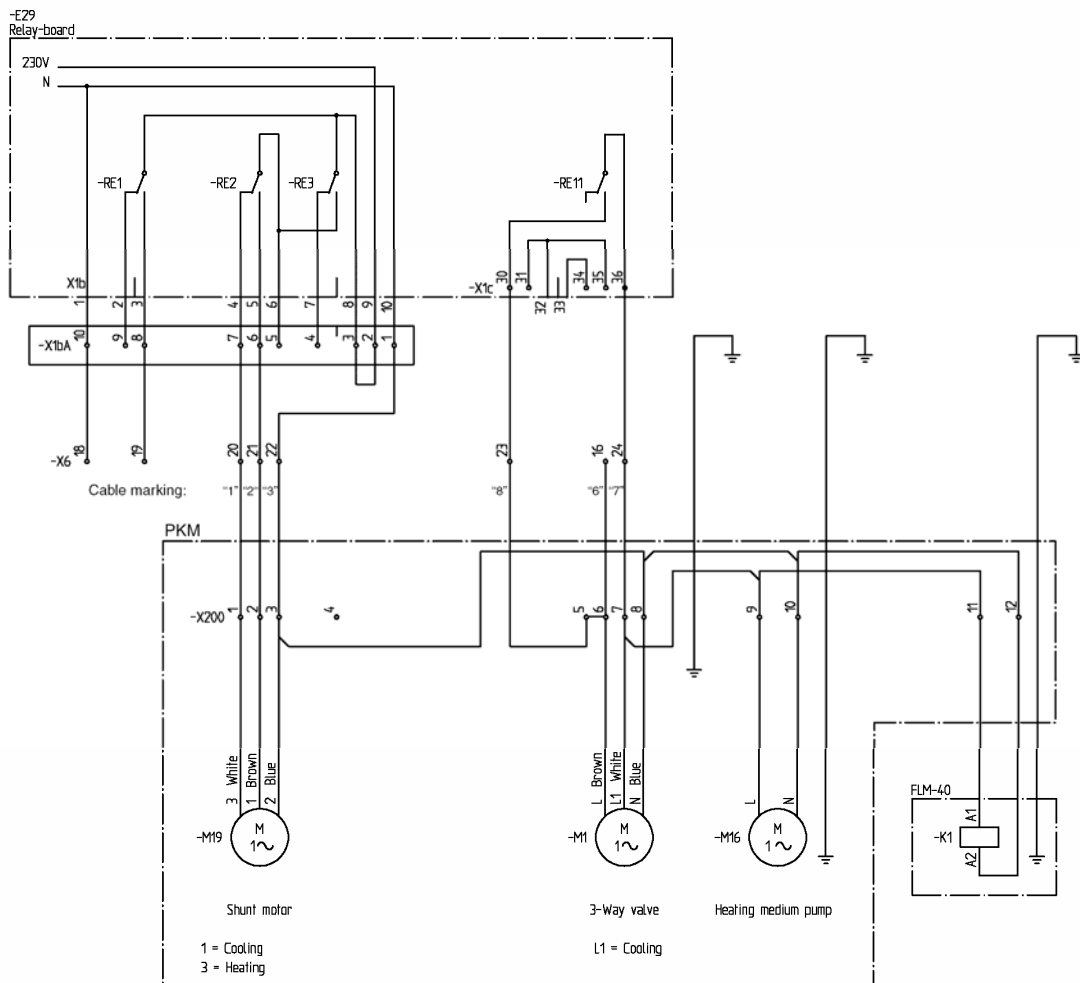 -E29
Relay-board
230V
N
-RE1
-RE2
-RE3
-RE11
X1b
1
2
3
4
5
6
7
8
9
10
-X1c
30
31
32
33
34
35
36
-X1bA
10
9
8
7
6
5
4
3
2
1
-X6
18
19
20
21
22
23
16
24
Cable marking:
"1"
"2"
"3"
"8"
"6"
"7"
PKM
-X200
1
2
3
4
5
6
7
8
9
10
11
12
3 White
1 Brown
2 Blue
L Brown
L1 White
N Blue
L
N
FLM-40
A1
-K1
A2
-M19
M
1~
-M1
M
1~
-M16
M
1~
Shunt motor
3-Way valve
Heating medium pump
1 = Cooling
3 = Heating
L1 = Cooling